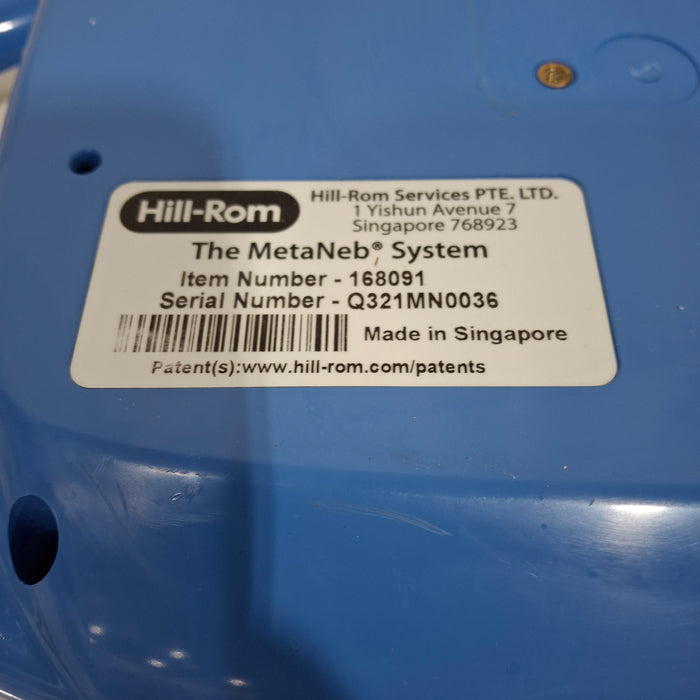 Hill-Rom
Hill-Rom Services PTE. LTD.
1 Yishun Avenue 7
Singapore 768923
The MetaNeb® System
Item Number - 168091
Serial Number - Q321MN0036
Made in Singapore
Patent(s):www.hill-rom.com/patents